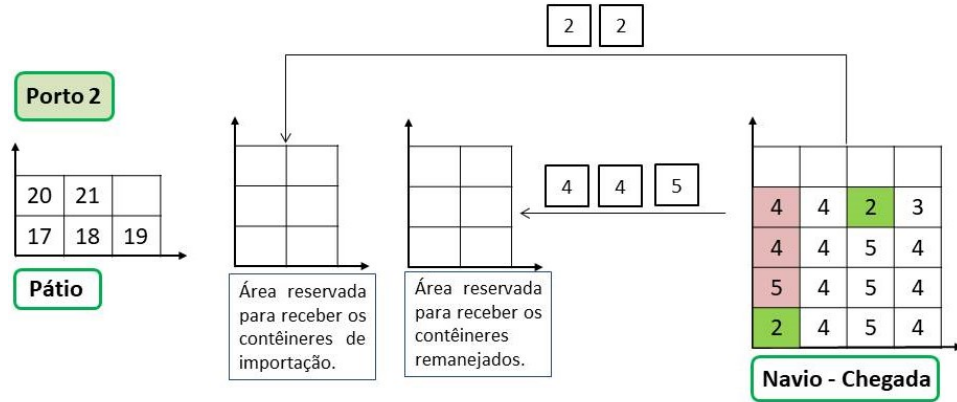 2 2
Porto 2
20 21
17 18 19
Pátio
Área reservada
para receber os
contêineres de
importação.
Área reservada
para receber os
contêineres
remanejados.
4 4 5
4 4 2 3
4 4 5 4
5 4 5 4
2 4 5 4
Navio - Chegada